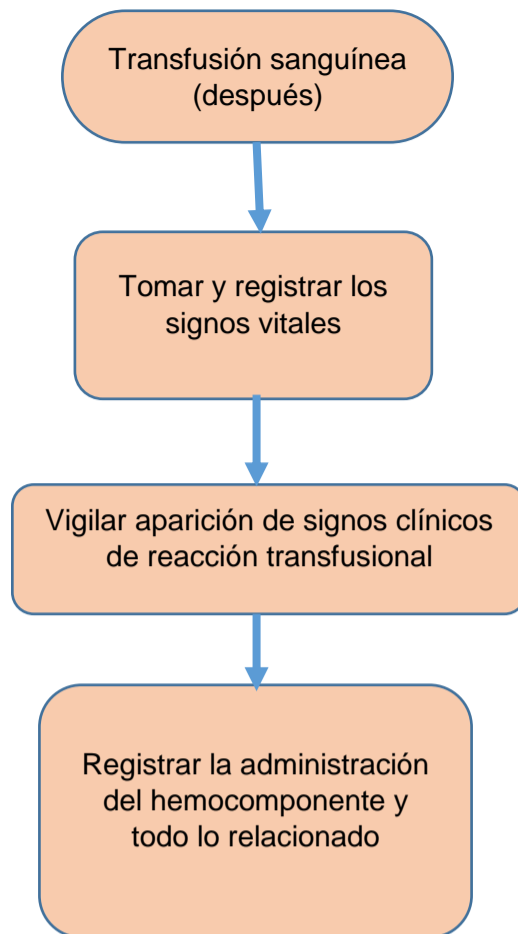 Transfusión sanguínea
(después)
Tomar y registrar los
signos vitales
Vigilar aparición de signos clínicos
de reacción transfusional
Registrar la administración
del hemocomponente y
todo lo relacionado